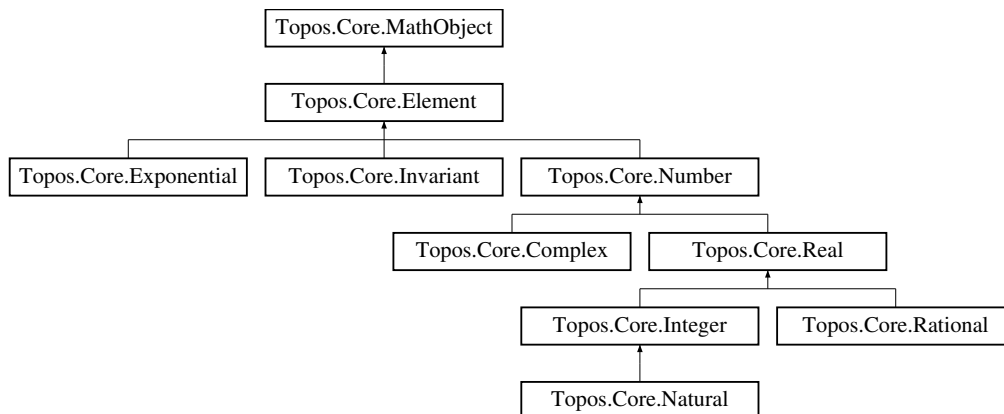 Topos.Core.MathObject
Topos.Core.Element
Topos.Core.Exponential
Topos.Core.Invariant
Topos.Core.Number
Topos.Core.Complex
Topos.Core.Real
Topos.Core.Integer
Topos.Core.Rational
Topos.Core.Natural